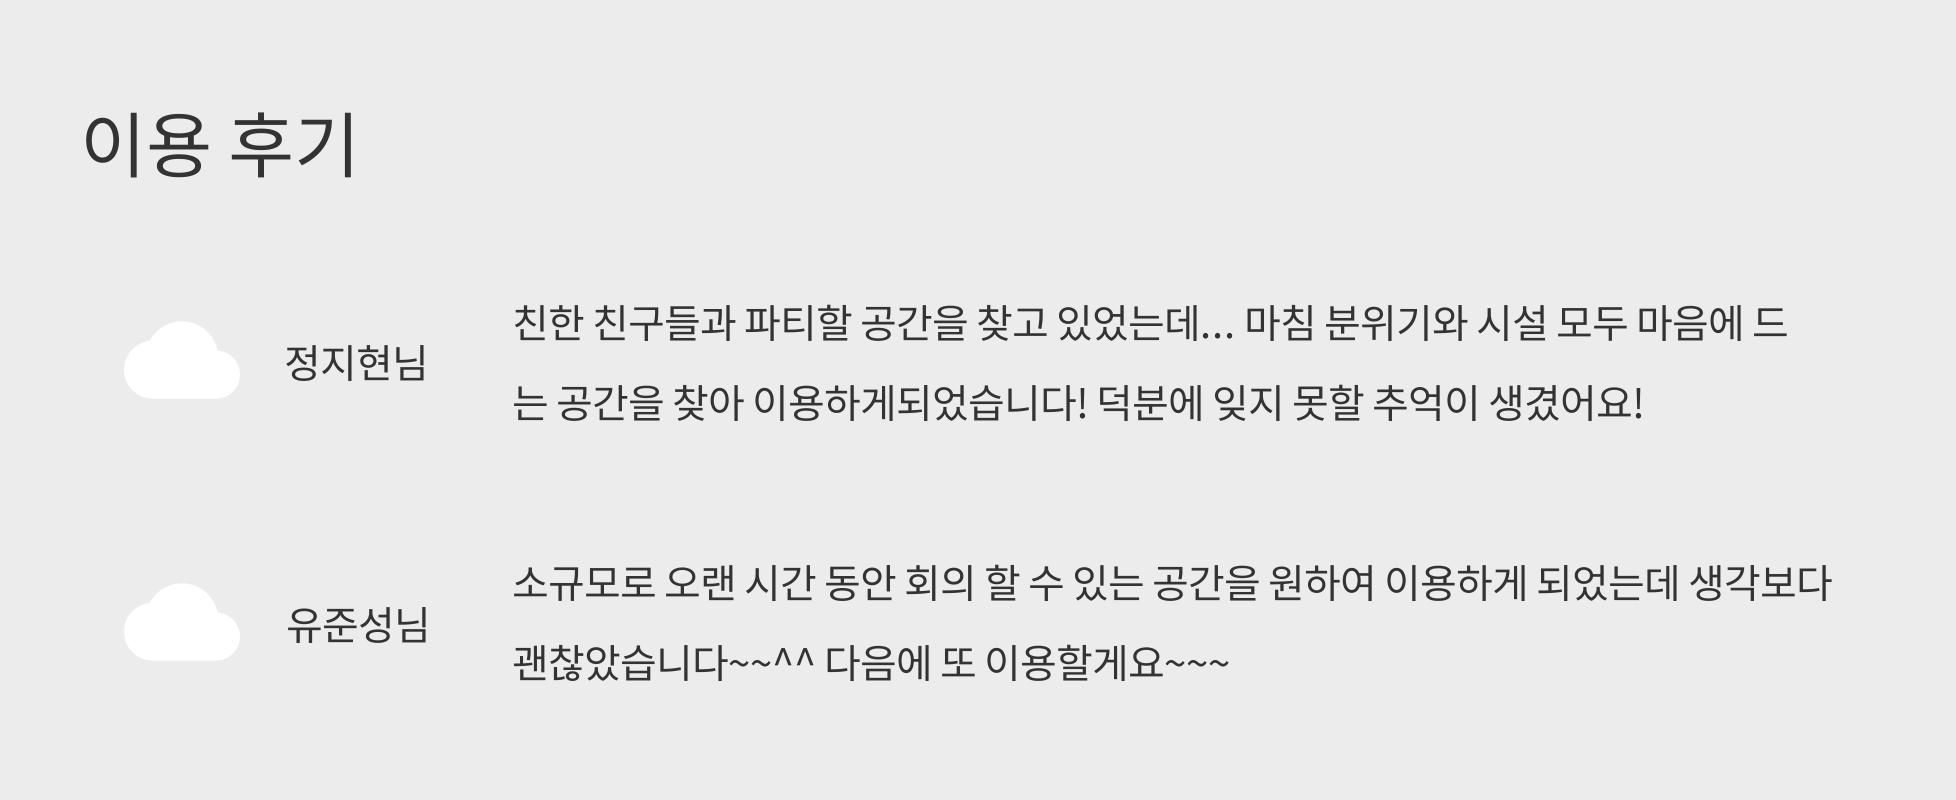 이용 후기
정지현님
친한 친구들과 파티할 공간을 찾고 있었는데... 마침 분위기와 시설 모두 마음에 드
는 공간을 찾아 이용하게되었습니다! 덕분에 잊지 못할 추억이 생겼어요!
유준성님
소규모로 오랜 시간 동안 회의 할 수 있는 공간을 원하여 이용하게 되었는데 생각보다
괜찮았습니다~~^^ 다음에 또 이용할게요~~~